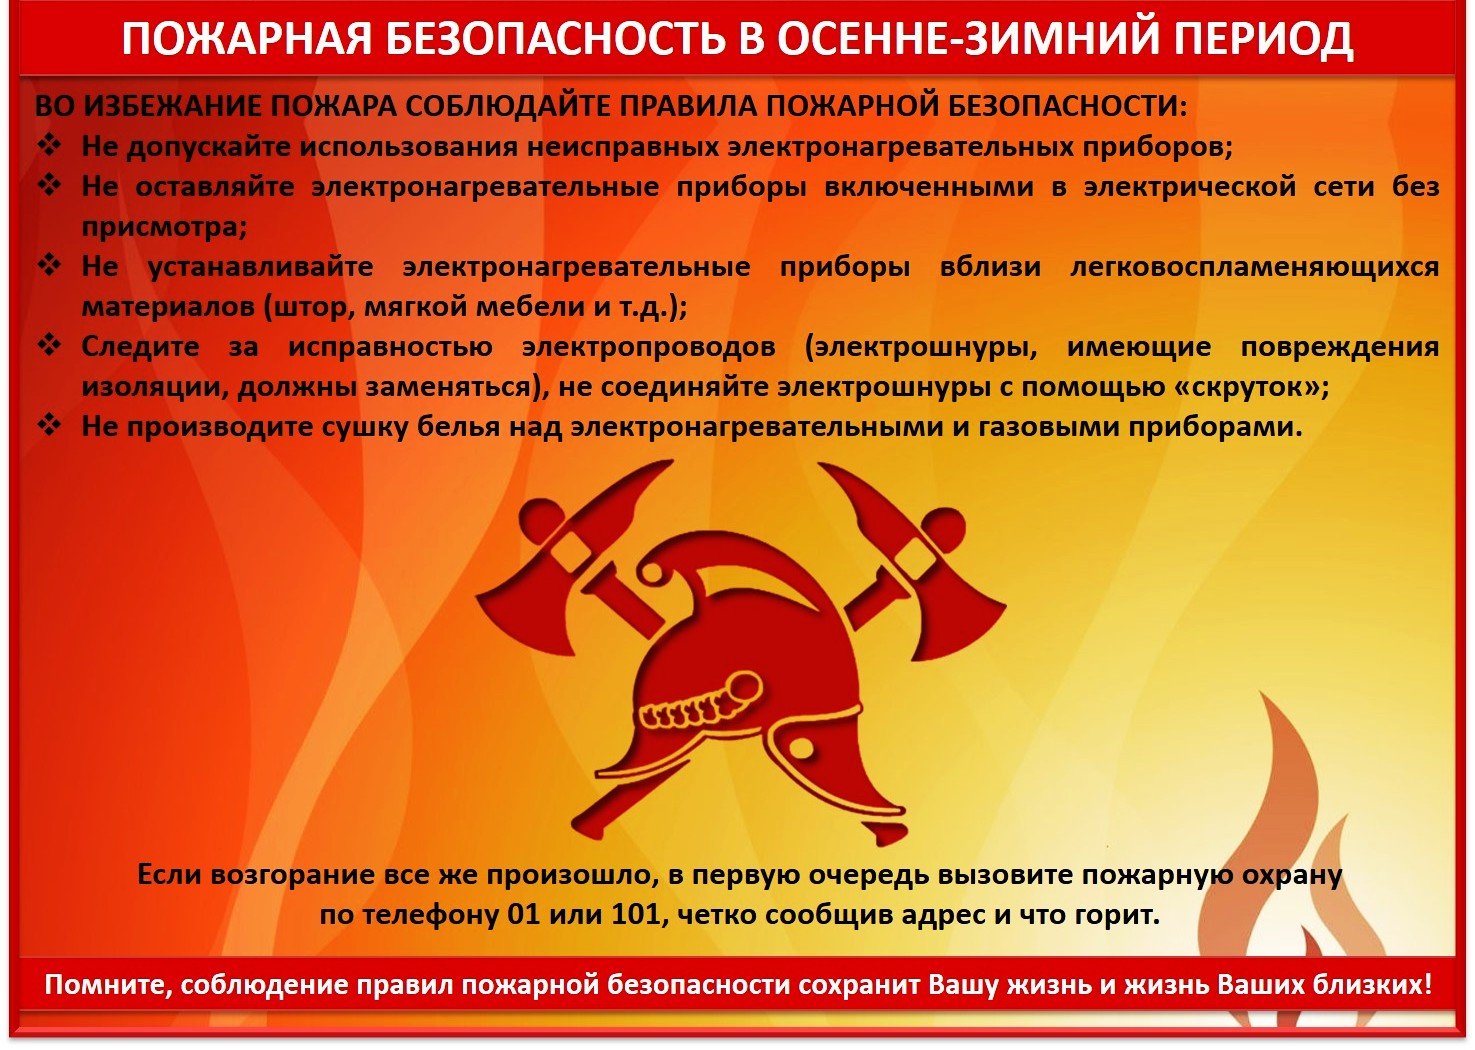 ПОЖАРНАЯ БЕЗОПАСНОСТЬ В ОСЕННЕ-ЗИМНИЙ ПЕРИОД
ВО ИЗБЕЖАНИЕ ПОЖАРА СОБЛЮДАЙТЕ ПРАВИЛА ПОЖАРНОЙ БЕЗОПАСНОСТИ:
❖ Не допускайте использования неисправных электронагревательных приборов;
❖ Не оставляйте электронагревательные приборы включенными в электрической сети без
присмотра;
❖ Не устанавливайте электронагревательные приборы вблизи легковоспламеняющихся
материалов (штор, мягкой мебели и т.д.);
❖ Следите за исправностью электропроводов (электрошнуры, имеющие повреждения
изоляции, должны заменяться), не соединяйте электрошнуры с помощью «скруток»;
❖ Не производите сушку белья над электронагревательными и газовыми приборами.
Если возгорание все же произошло, в первую очередь вызовите пожарную охрану
по телефону 01 или 101, четко сообщив адрес и что горит.
Помните, соблюдение правил пожарной безопасности сохранит Вашу жизнь и жизнь Ваших близких!